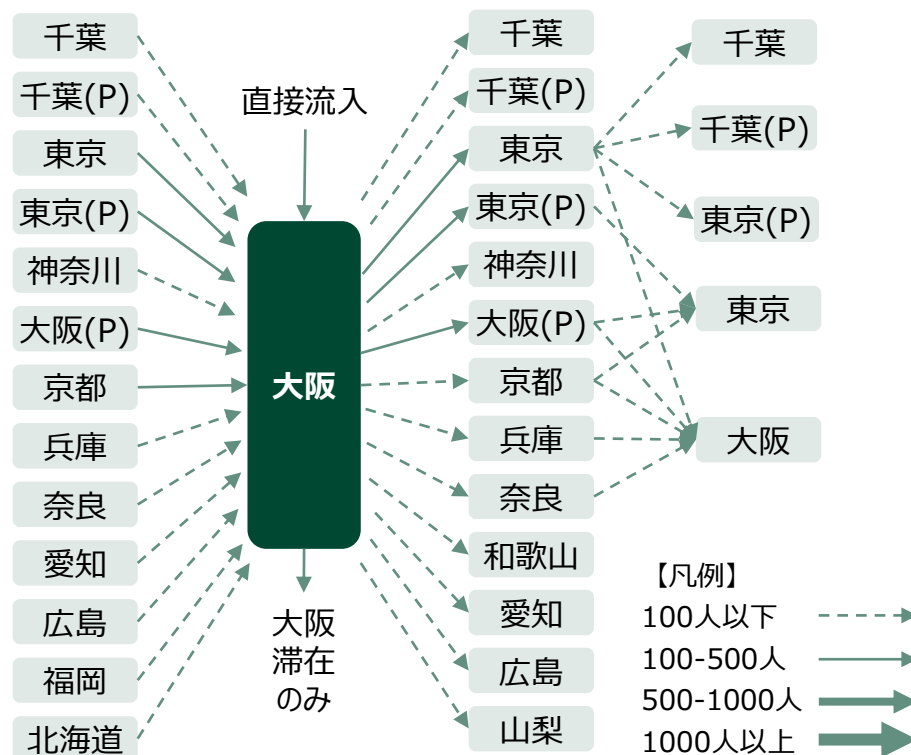 千葉
千葉(P)
東京
東京(P)
神奈川
大阪(P)
京都
兵庫
奈良
愛知
広島
福岡
北海道
直接流入
大阪
大阪
滞在
のみ
千葉
千葉(P)
東京
東京(P)
神奈川
大阪(P)
京都
兵庫
奈良
和歌山
愛知
広島
山梨
千葉
千葉(P)
東京(P)
東京
大阪
【凡例】
100人以下
100-500人
500-1000人
1000人以上